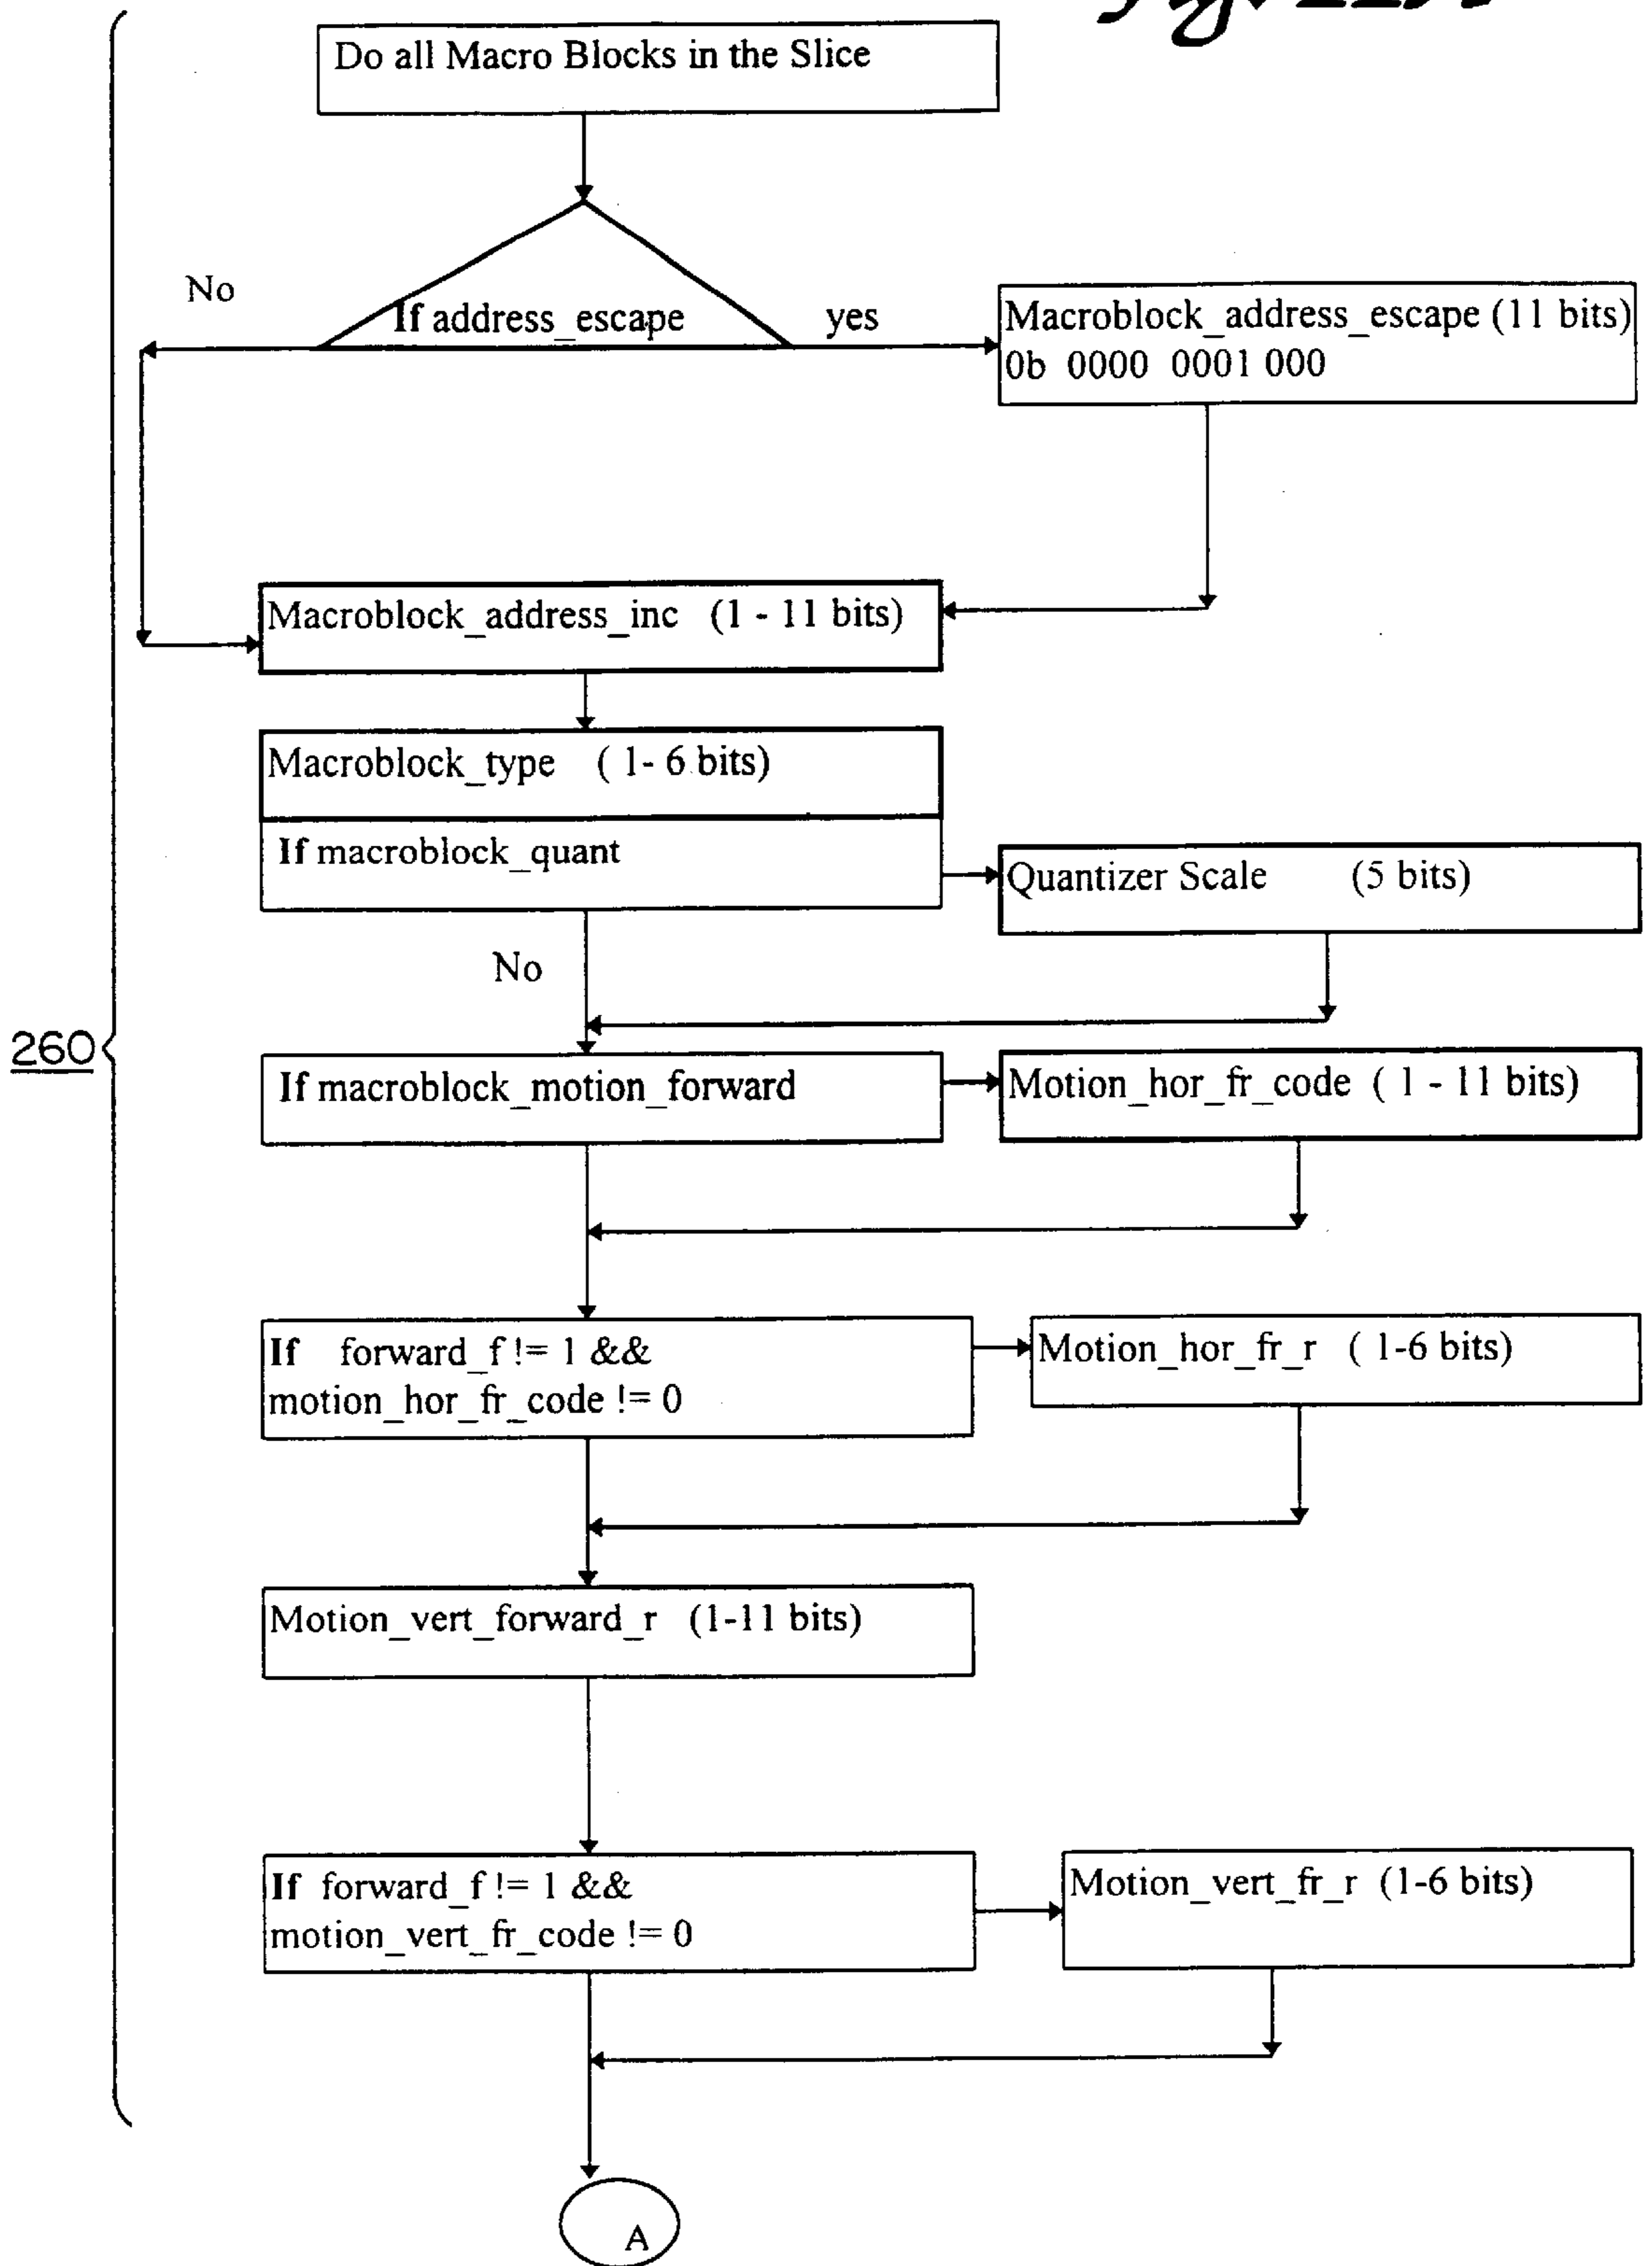 Do all Macro Blocks in the Slice
No
If address_escape
yes
Macroblock_address_escape (11 bits)
0b 0000 0001 000
Macroblock_address_inc (1 - 11 bits)
Macroblock_type ( 1- 6 bits)
If macroblock_quant
Quantizer Scale (5 bits)
No
260
If macroblock_motion_forward
Motion_hor_fr_code ( 1 - 11 bits)
If forward_f != 1 &&
motion_hor_fr_code != 0
Motion_hor_fr_r ( 1-6 bits)
Motion_vert_forward_r (1-11 bits)
If forward_f != 1 &&
motion_vert_fr_code != 0
Motion_vert_fr_r (1-6 bits)
A